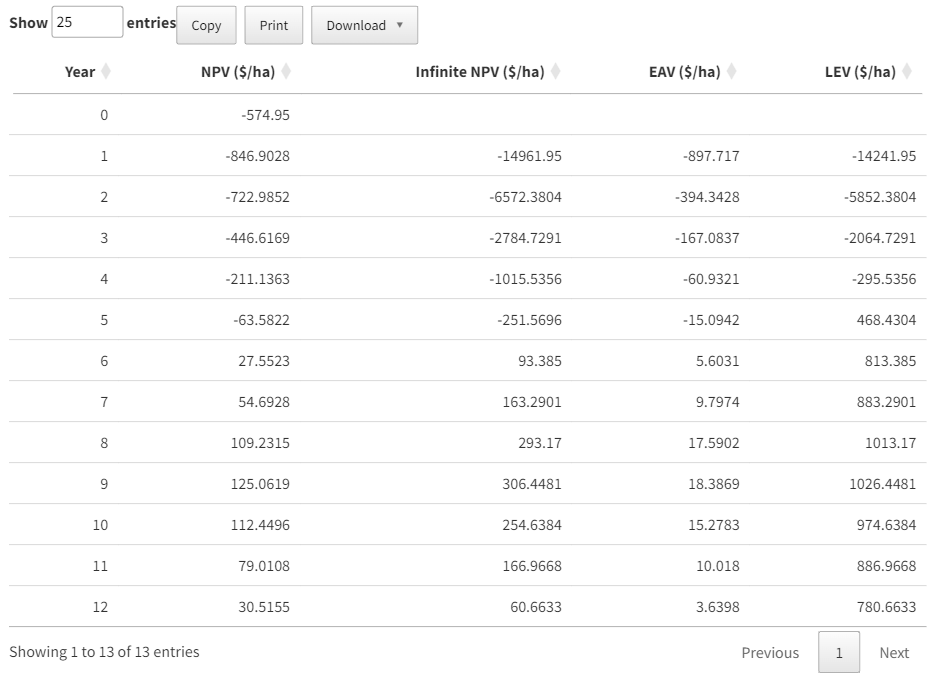 Show 25 entries Copy Print Download
Year NPV ($/ha) Infinite NPV ($/ha) EAV ($/ha) LEV ($/ha)
0 -574.95
1 -846.9028 -14961.95 -897.717 -14241.95
2 -722.9852 -6572.3804 -394.3428 -5852.3804
3 -446.6169 -2784.7291 -167.0837 -2064.7291
4 -211.1363 -1015.5356 -60.9321 -295.5356
5 -63.5822 -251.5696 -15.0942 468.4304
6 27.5523 93.385 5.6031 813.385
7 54.6928 163.2901 9.7974 883.2901
8 109.2315 293.17 17.5902 1013.17
9 125.0619 306.4481 18.3869 1026.4481
10 112.4496 254.6384 15.2783 974.6384
11 79.0108 166.9668 10.018 886.9668
12 30.5155 60.6633 3.6398 780.6633
Showing 1 to 13 of 13 entries Previous 1 Next